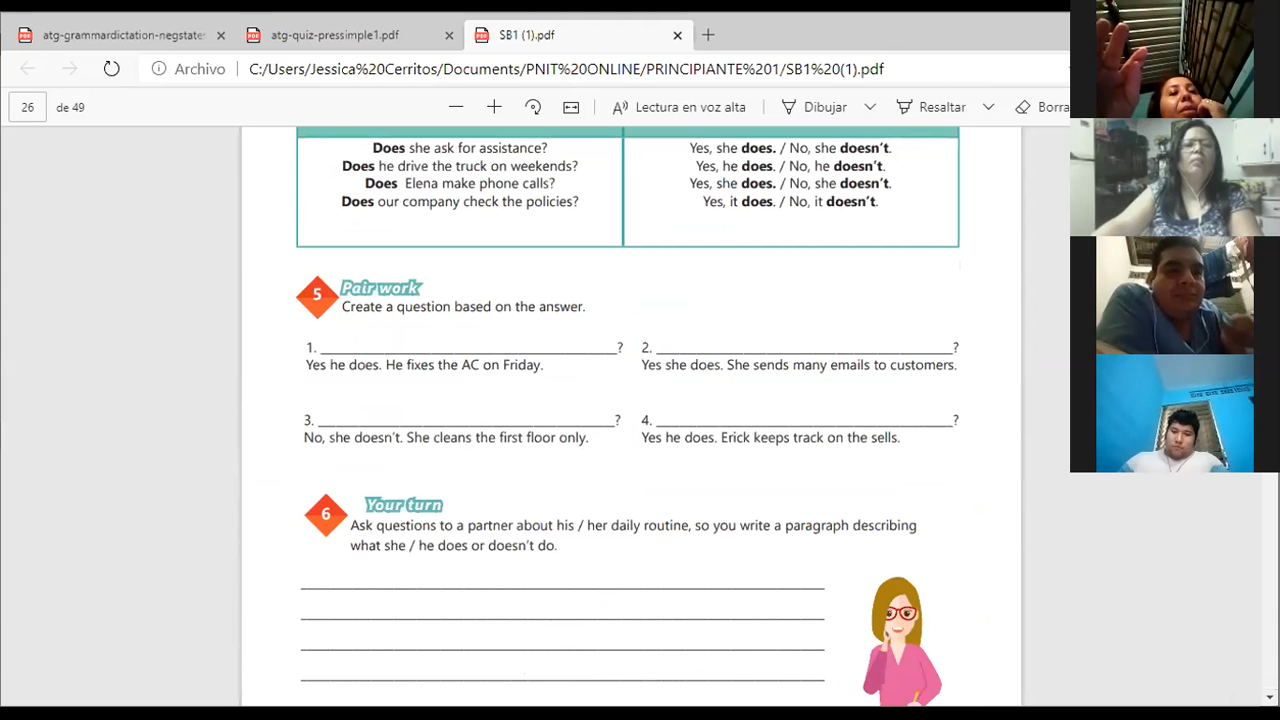 atg-grammardictation-negstate
atg-quiz-pressimple1.pdf
SB1 (1).pdf
Archivo
C:/Users/Jessica%20Cerritos/Documents/PNIT%20ONLINE/PRINCIPIANTE%201/SB1%20(1).pdf
26 de 49
Lectura en voz alta
Dibujar
Resaltar
Borra
Does she ask for assistance?
Yes, she does. / No, she doesn't.
Does he drive the truck on weekends?
Yes, he does. / No, he doesn't.
Does Elena make phone calls?
Yes, she does. / No, she doesn't.
Does our company check the policies?
Yes, it does. / No, it doesn't.
5 Pair work
Create a question based on the answer.
1. ______________________________________?
Yes he does. He fixes the AC on Friday.
2. ______________________________________?
Yes she does. She sends many emails to customers.
3. ______________________________________?
No, she doesn't. She cleans the first floor only.
4. ______________________________________?
Yes he does. Erick keeps track on the sells.
6 Your turn
Ask questions to a partner about his / her daily routine, so you write a paragraph describing
what she / he does or doesn't do.